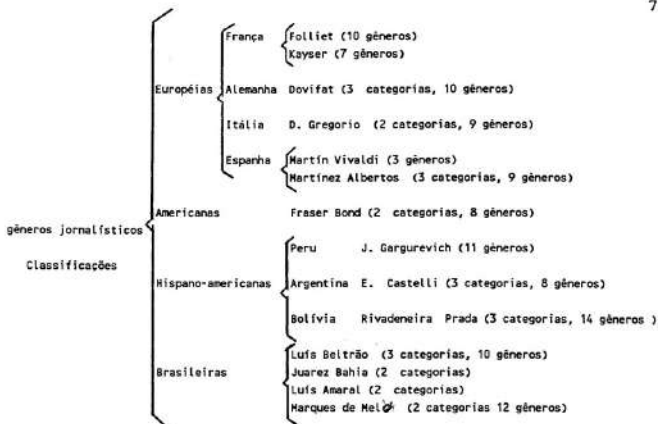 7
França Folliet (10 gêneros)
Kayser (7 gêneros)
Européias Alemanha Dovifat (3 categorias, 10 gêneros)
Itália D. Gregorio (2 categorias, 9 gêneros)
Espanha Martín Vivaldi (3 gêneros)
Martínez Albertos (3 categorias, 9 gêneros)
Americanas Fraser Bond (2 categorias, 8 gêneros)
gêneros jornalísticos
Peru J. Gargurevich (11 gêneros)
Classificações
Hispano-americanas Argentina E. Castelli (3 categorias, 8 gêneros)
Bolívia Rivadeneira Prada (3 categorias, 14 gêneros )
Luís Beltrão (3 categorias, 10 gêneros)
Brasileiras Juarez Bahia (2 categorias)
Luís Amaral (2 categorias)
Marques de Melo (2 categorias 12 gêneros)